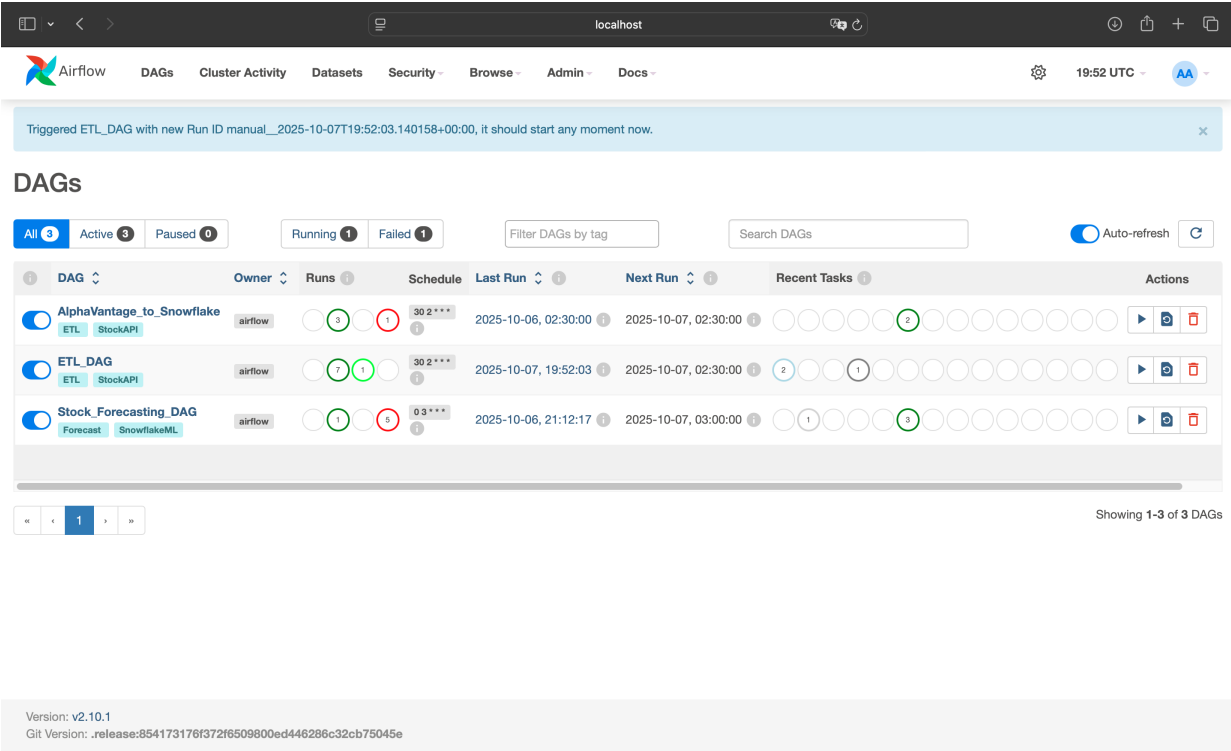 localhost
Airflow DAGs Cluster Activity Datasets Security Browse Admin Docs 19:52 UTC AA
Triggered ETL_DAG with new Run ID manual__2025-10-07T19:52:03.140158+00:00, it should start any moment now. ×
DAGs
All 3 Active 3 Paused 0 Running 1 Failed 1 Filter DAGs by tag Search DAGs Auto-refresh
DAG Owner Runs Schedule Last Run Next Run Recent Tasks Actions
AlphaVantage_to_Snowflake
ETL StockAPI
airflow 3 1 30 2 * * * 2025-10-06, 02:30:00 2025-10-07, 02:30:00 2
ETL_DAG
ETL StockAPI
airflow 7 1 30 2 * * * 2025-10-07, 19:52:03 2025-10-07, 02:30:00 2 1
Stock_Forecasting_DAG
Forecast SnowflakeML
airflow 1 5 0 3 * * * 2025-10-06, 21:12:17 2025-10-07, 03:00:00 1 3
« ‹ 1 › »
Showing 1-3 of 3 DAGs
Version: v2.10.1
Git Version: .release:854173176f372f6509800ed446286c32cb75045e